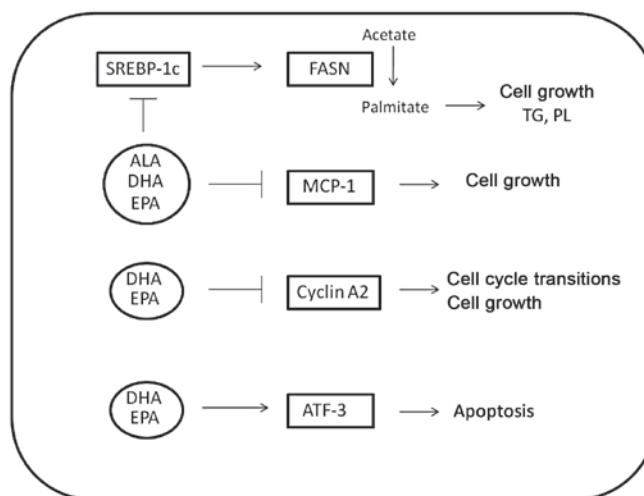 Acetate
SREBP-1c
FASN
Palmitate
Cell growth
TG, PL
ALA
DHA
EPA
MCP-1
Cell growth
DHA
EPA
Cyclin A2
Cell cycle transitions
Cell growth
DHA
EPA
ATF-3
Apoptosis